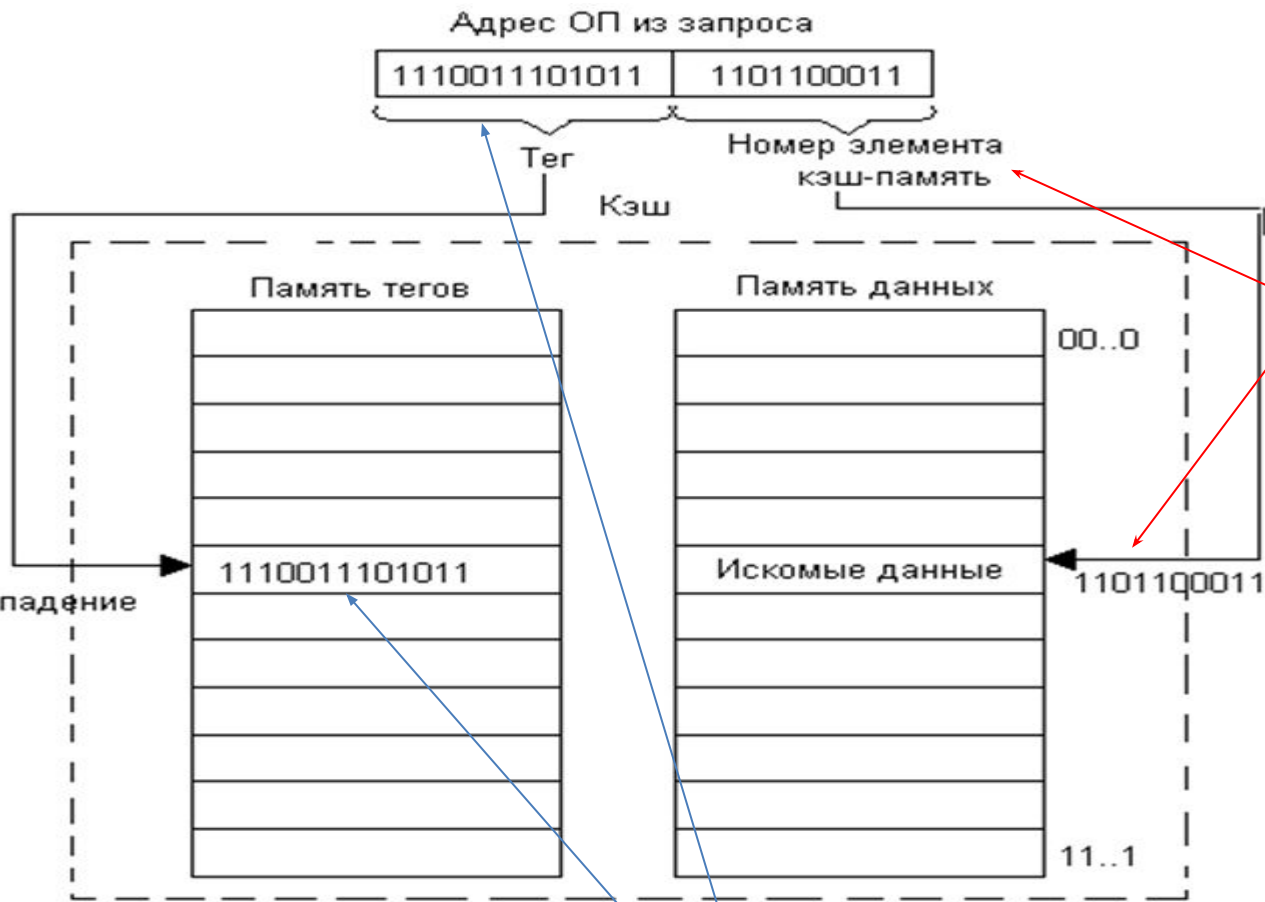 Адрес ОП из запроса
1110011101011 1101100011
Тег
Номер элемента
кэш-память
Кэш
Память тегов
Память данных
00..0
1110011101011
Искомые данные
1101100011
падение
11..1